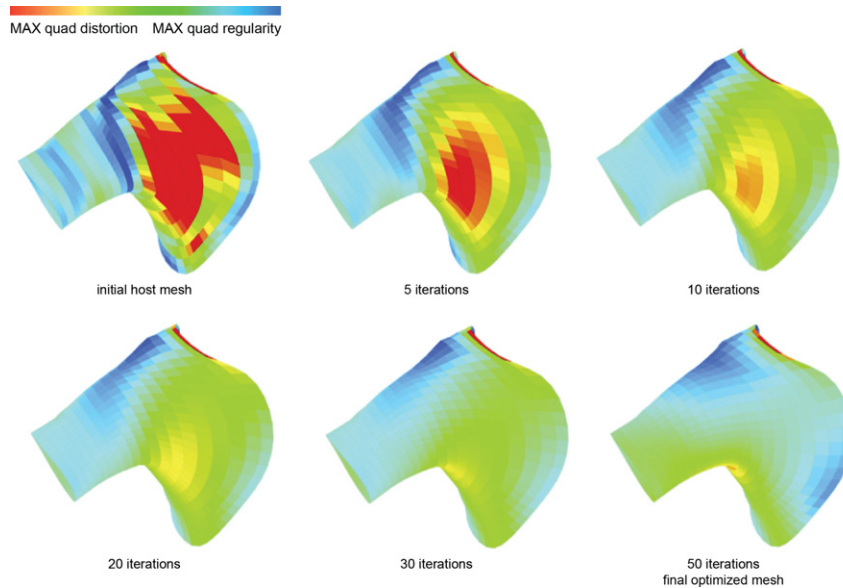 MAX quad distortion MAX quad regularity
initial host mesh
5 iterations
10 iterations
20 iterations
30 iterations
50 iterations
final optimized mesh